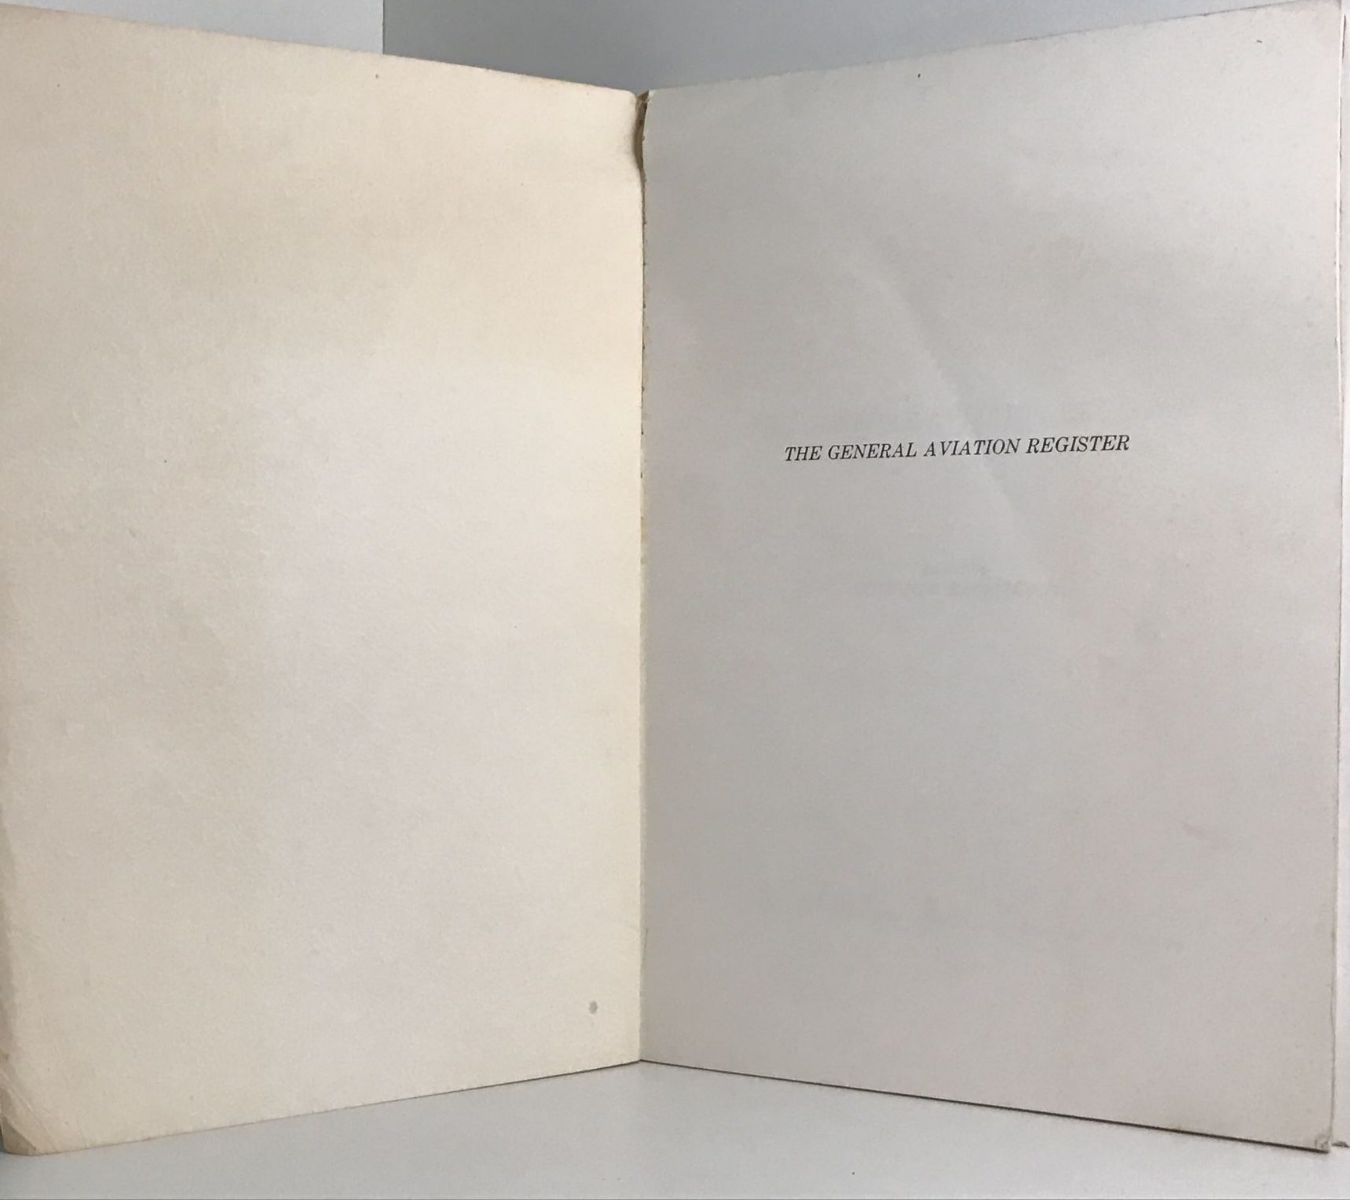 THE GENERAL AVIATION REGISTER